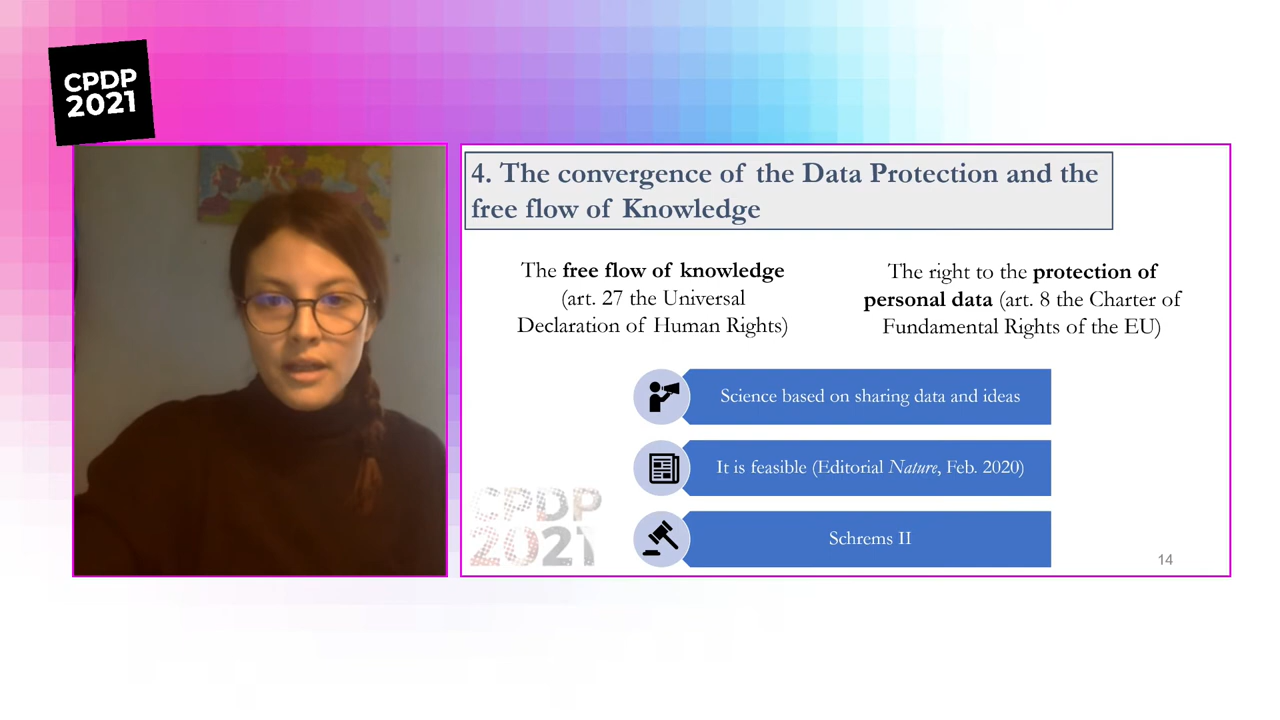 CPDP
2021
4. The convergence of the Data Protection and the
free flow of Knowledge
The free flow of knowledge
(art. 27 the Universal
Declaration of Human Rights)
The right to the protection of
personal data (art. 8 the Charter of
Fundamental Rights of the EU)
Science based on sharing data and ideas
It is feasible (Editorial Nature, Feb. 2020)
Schrems II
CPDP
2021
14